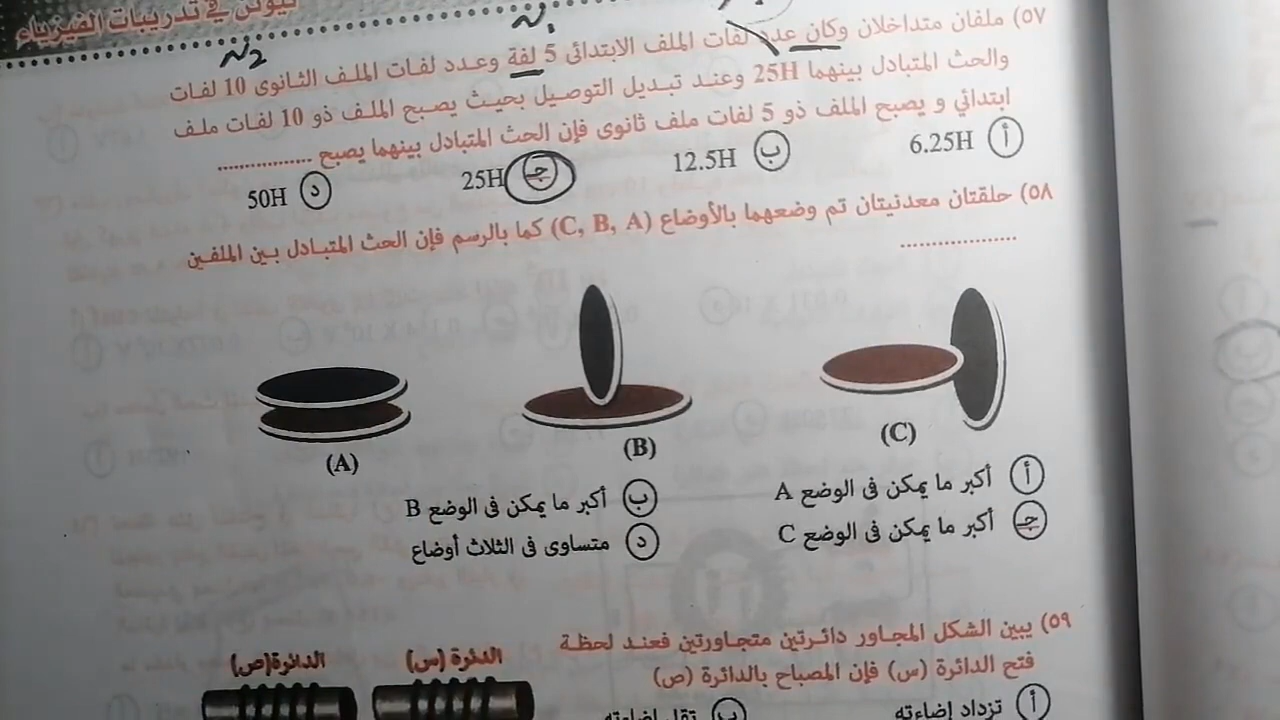 نيوتن في تدريبات الفيزياء
N₁
N₂
٥٧) ملفان متداخلان وكان عدد لفات الملف الابتدائى 5 لفة وعدد لفات الملف الثانوى 10 لفات
والحث المتبادل بينهما 25H وعند تبديل التوصيل بحيث يصبح الملف ذو 10 لفات ملف
ابتدائي و يصبح الملف ذو 5 لفات ملف ثانوى فإن الحث المتبادل بينهما يصبح ................
أ 6.25H ب 12.5H ج 25H د 50H
٥٨) حلقتان معدنيتان تم وضعهما بالأوضاع (C, B, A) كما بالرسم فإن الحث المتبادل بين الملفين
...................
(A) (B) (C)
أ أكبر ما يمكن فى الوضع A ب أكبر ما يمكن فى الوضع B
ج أكبر ما يمكن فى الوضع C د متساوى فى الثلاث أوضاع
٥٩) يبين الشكل المجاور دائرتين متجاورتين فعند لحظة
فتح الدائرة (س) فإن المصباح بالدائرة (ص)
الدائرة (س) الدائرة (ص)
أ تزداد إضاءته ب تقل إضاءته